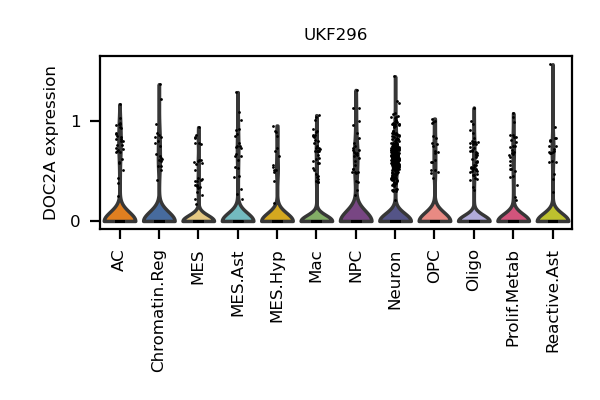 UKF296
DOC2A expression
1
0
AC
Chromatin.Reg
MES
MES.Ast
MES.Hyp
Mac
NPC
Neuron
OPC
Oligo
Prolif.Metab
Reactive.Ast